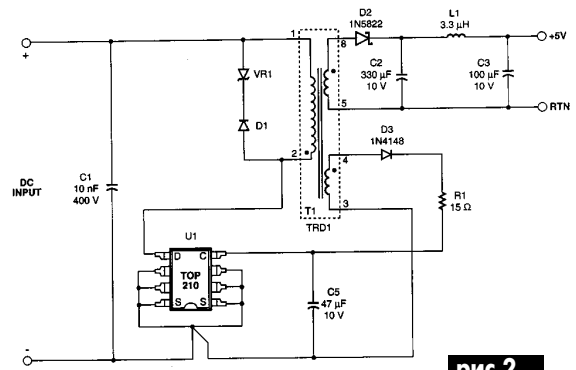 D2
1N5822
L1
3.3 µH
+5V
+
VR1
D1
1
2
8
5
C2
330 µF
10 V
C3
100 µF
10 V
RTN
D3
1N4148
4
3
T1
TRD1
R1
15 Ω
DC
INPUT
C1
10 nF
400 V
U1
D C
TOP
210
S S
C5
47 µF
10 V
-
рис 2